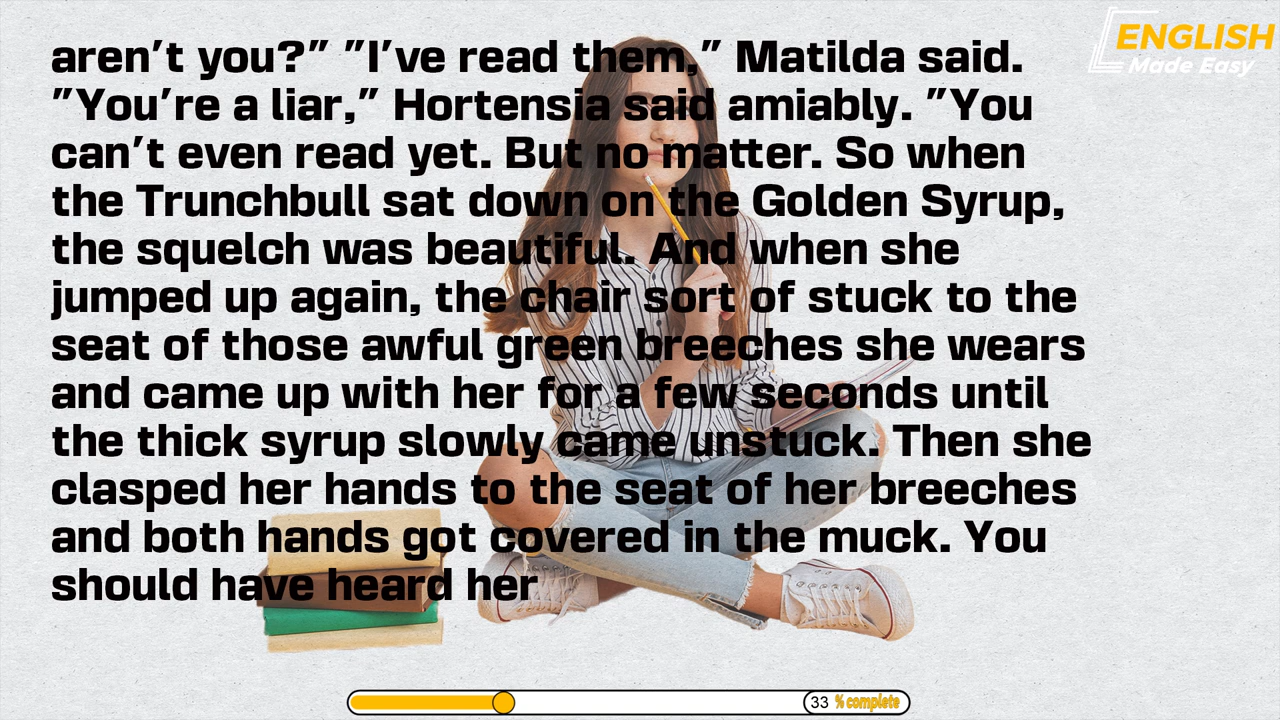 aren't you?" "I've read them," Matilda said.
"You're a liar," Hortensia said amiably. "You
can't even read yet. But no matter. So when
the Trunchbull sat down on the Golden Syrup,
the squelch was beautiful. And when she
jumped up again, the chair sort of stuck to the
seat of those awful green breeches she wears
and came up with her for a few seconds until
the thick syrup slowly came unstuck. Then she
clasped her hands to the seat of her breeches
and both hands got covered in the muck. You
should have heard her
ENGLISH
Made Easy
33 % complete